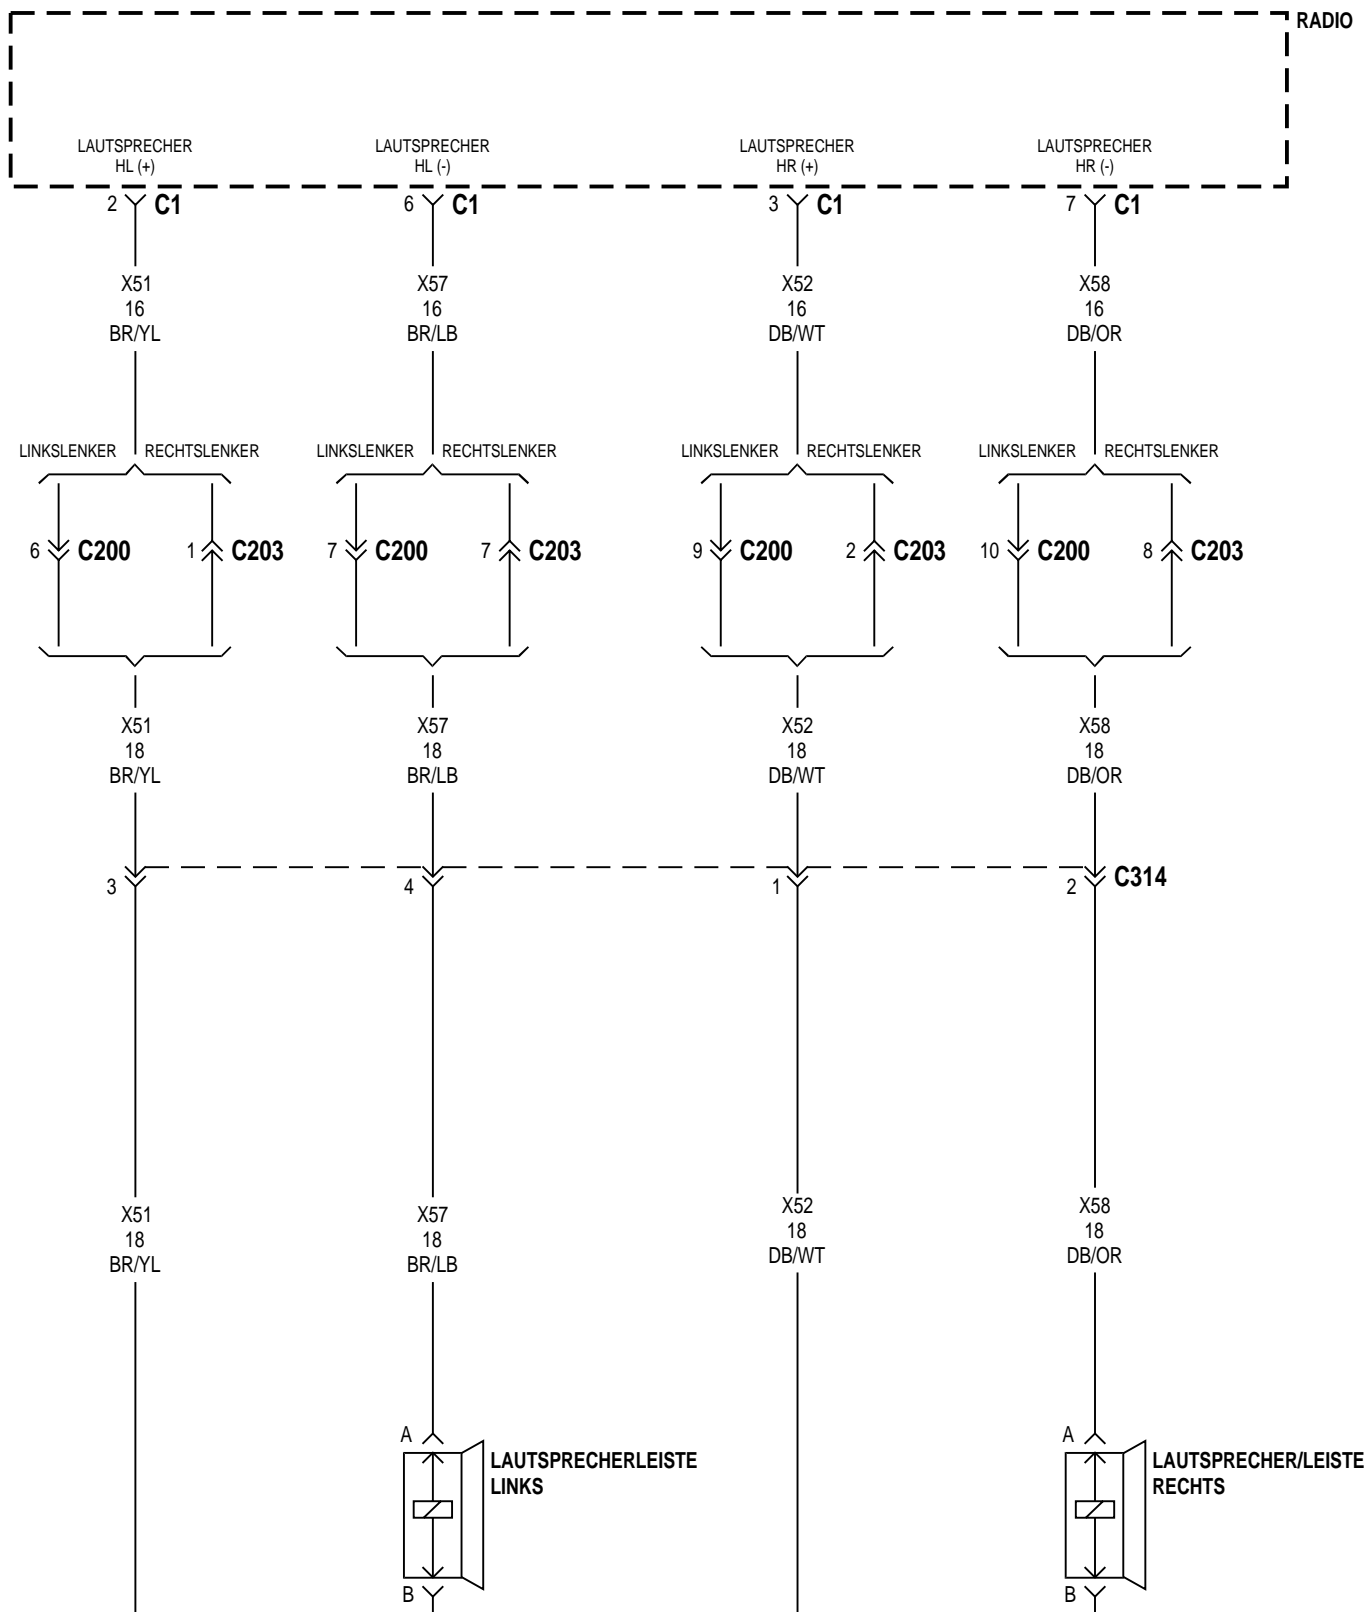 RADIO
LAUTSPRECHER LAUTSPRECHER LAUTSPRECHER LAUTSPRECHER
HL (+) HL (-) HR (+) HR (-)
2 C1 6 C1 3 C1 7 C1
X51 X57 X52 X58
16 16 16 16
BR/YL BR/LB DB/WT DB/OR
LINKSLENKER RECHTSLENKER LINKSLENKER RECHTSLENKER LINKSLENKER RECHTSLENKER LINKSLENKER RECHTSLENKER
6 C200 1 C203 7 C200 7 C203 9 C200 2 C203 10 C200 8 C203
X51 X57 X52 X58
18 18 18 18
BR/YL BR/LB DB/WT DB/OR
3 4 1 2 C314
X51 X57 X52 X58
18 18 18 18
BR/YL BR/LB DB/WT DB/OR
A A
LAUTSPRECHERLEISTE LAUTSPRECHER/LEISTE
LINKS RECHTS
B B